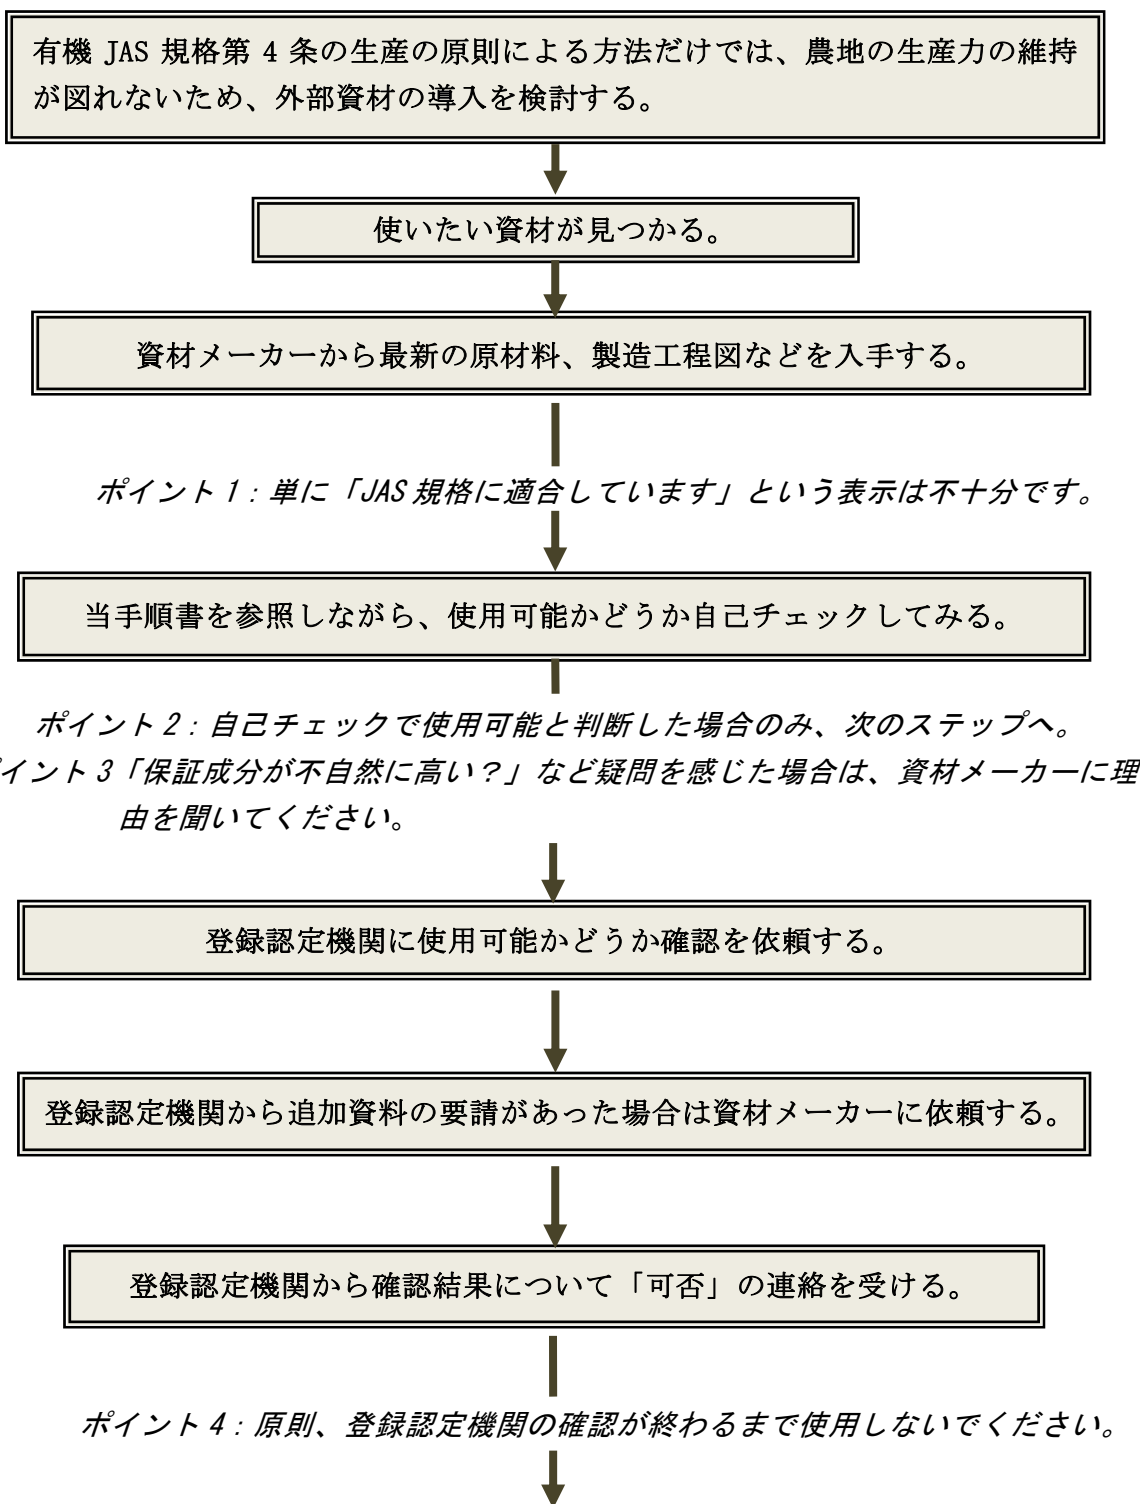 有機 JAS 規格第 4 条の生産の原則による方法だけでは、農地の生産力の維持
が図れないため、外部資材の導入を検討する。
使いたい資材が見つかる。
資材メーカーから最新の原材料、製造工程図などを入手する。
ポイント 1：単に「JAS 規格に適合しています」という表示は不十分です。
当手順書を参照しながら、使用可能かどうか自己チェックしてみる。
ポイント 2：自己チェックで使用可能と判断した場合のみ、次のステップへ。
イント 3「保証成分が不自然に高い？」など疑問を感じた場合は、資材メーカーに理
由を聞いてください。
登録認定機関に使用可能かどうか確認を依頼する。
登録認定機関から追加資料の要請があった場合は資材メーカーに依頼する。
登録認定機関から確認結果について「可否」の連絡を受ける。
ポイント 4：原則、登録認定機関の確認が終わるまで使用しないでください。